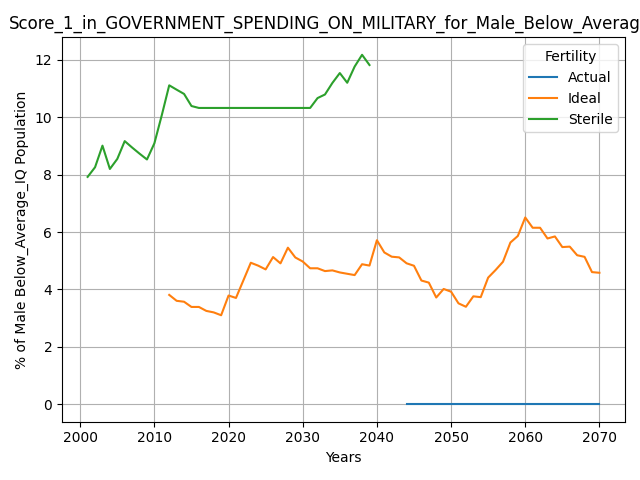 Score_1_in_GOVERNMENT_SPENDING_ON_MILITARY_for_Male_Below_Averag
% of Male Below_Average_IQ Population
12
10
8
6
4
2
0
Fertility
Actual
Ideal
Sterile
2000 2010 2020 2030 2040 2050 2060 2070
Years